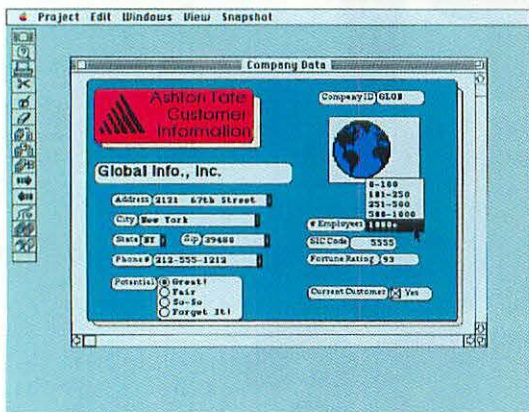 Project Edit Windows View Snapshot
Company Data
Ashton Tate
Customer
Information
Company ID GLOB
Global Info., Inc.
Address 2121 67th Street
City New York
State NY Zip 39480
Phone # 212-555-1212
Potential Great!
Fair
So-So
Forget It!
0-100
101-250
251-500
500-1000
# Employees
SIC Code 5555
Fortune Rating 93
Current Customer Yes